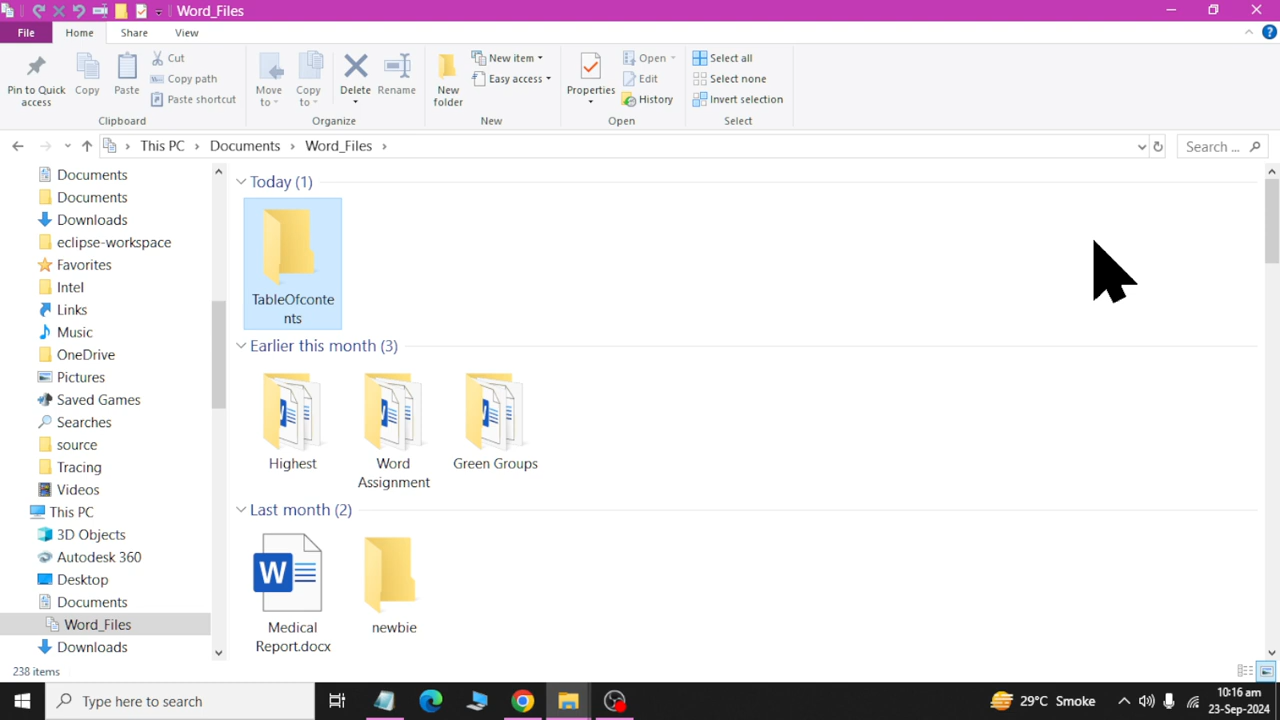 Word_Files
File Home Share View
Pin to Quick access
Copy
Paste
Cut
Copy path
Paste shortcut
Clipboard
Move to
Copy to
Delete
Rename
Organize
New folder
New item
Easy access
New
Properties
Open
Edit
History
Open
Select all
Select none
Invert selection
Select
This PC > Documents > Word_Files >
Search ...
Documents
Documents
Downloads
eclipse-workspace
Favorites
Intel
Links
Music
OneDrive
Pictures
Saved Games
Searches
source
Tracing
Videos
This PC
3D Objects
Autodesk 360
Desktop
Documents
Word_Files
Downloads
Today (1)
TableOfconte
nts
Earlier this month (3)
Highest
Word
Assignment
Green Groups
Last month (2)
W
Medical
Report.docx
newbie
238 items
Type here to search
29°C Smoke
10:16 am
23-Sep-2024